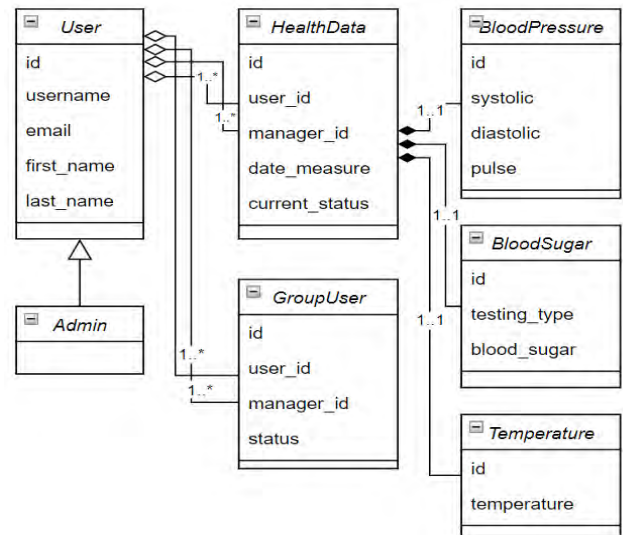 User
id
username
email
first_name
last_name
Admin
HealthData
id
user_id
manager_id
date_measure
current_status
GroupUser
id
user_id
manager_id
status
BloodPressure
id
systolic
diastolic
pulse
BloodSugar
id
testing_type
blood_sugar
Temperature
id
temperature
1..*
1..*
1..*
1..*
1..1
1..1
1..1